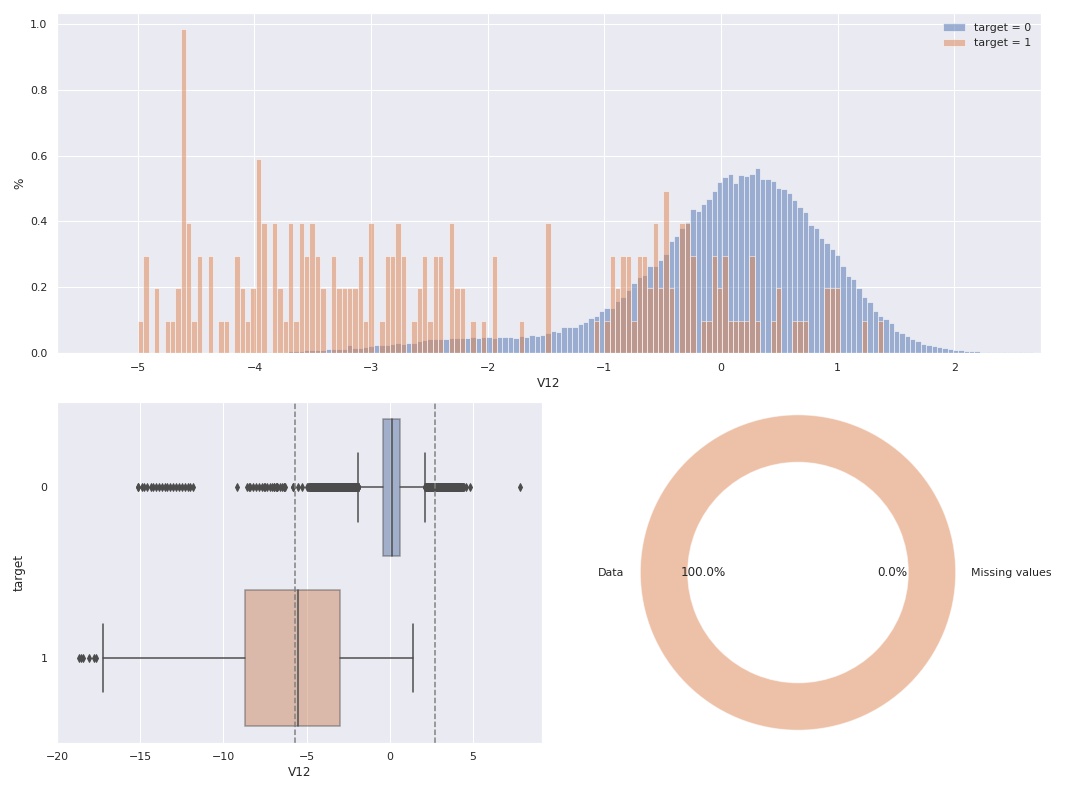 1.0
0.8
0.6
0.4
0.2
0.0
%
target = 0
target = 1
−5 −4 −3 −2 −1 0 1 2
V12
0
1
target
−20 −15 −10 −5 0 5
V12
Data 100.0% 0.0% Missing values